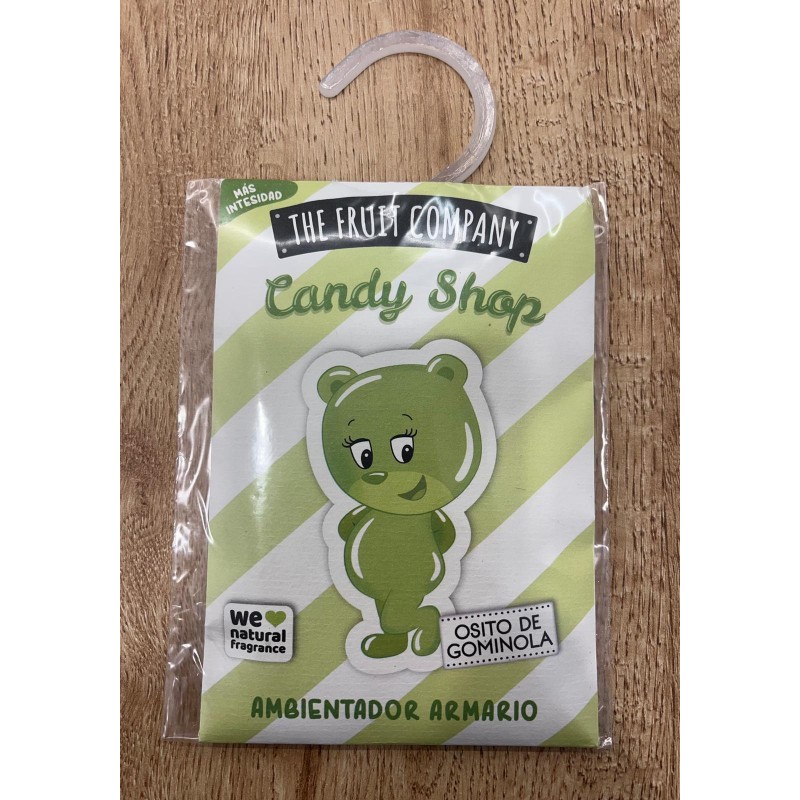 MÁS
INTESIDAD
THE FRUIT COMPANY
Candy Shop
we
natural
fragrance
OSITO DE
GOMINOLA
AMBIENTADOR ARMARIO